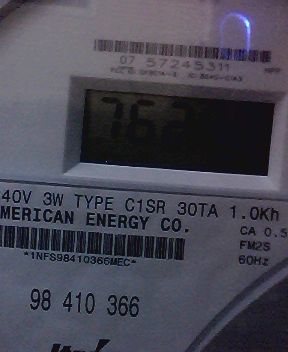 07 57245311
762
40V 3W TYPE C1SR 30TA 1.0Kh
MERICAN ENERGY CO.
CA 0.5
FM2S
60Hz
*1NFS98410366MEC*
98 410 366